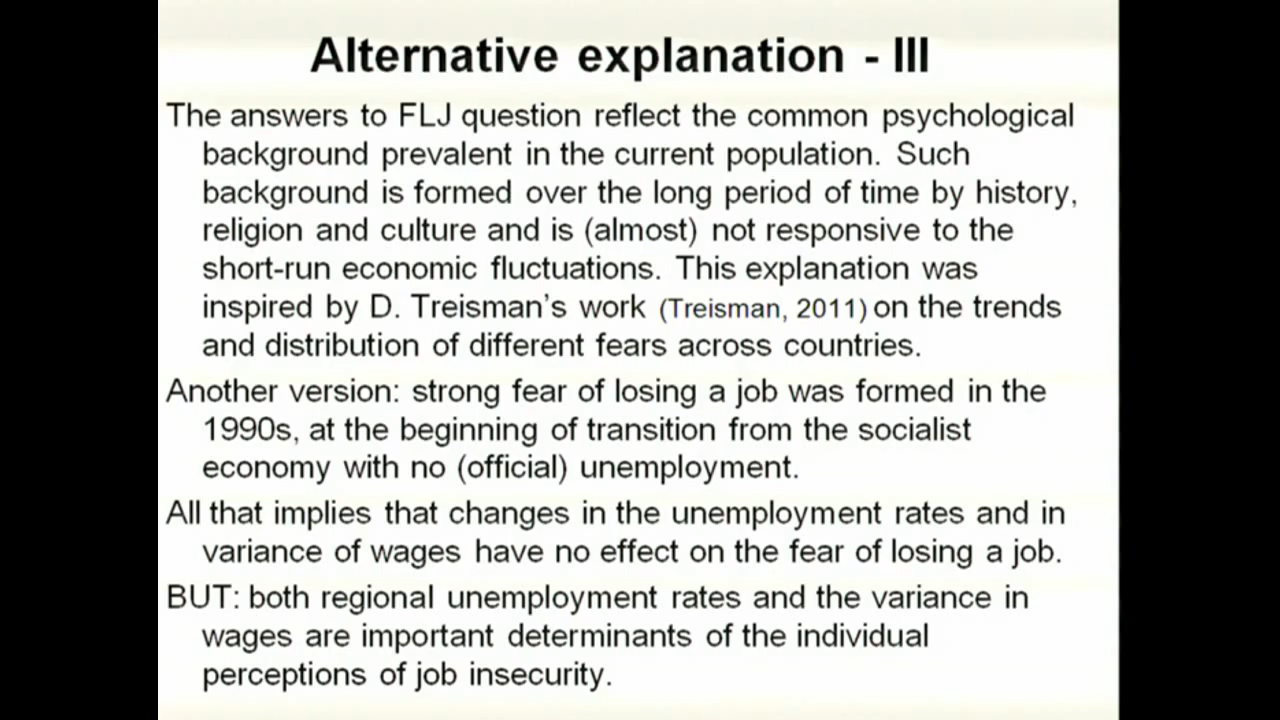 Alternative explanation - III
The answers to FLJ question reflect the common psychological
background prevalent in the current population. Such
background is formed over the long period of time by history,
religion and culture and is (almost) not responsive to the
short-run economic fluctuations. This explanation was
inspired by D. Treisman's work (Treisman, 2011) on the trends
and distribution of different fears across countries.
Another version: strong fear of losing a job was formed in the
1990s, at the beginning of transition from the socialist
economy with no (official) unemployment.
All that implies that changes in the unemployment rates and in
variance of wages have no effect on the fear of losing a job.
BUT: both regional unemployment rates and the variance in
wages are important determinants of the individual
perceptions of job insecurity.